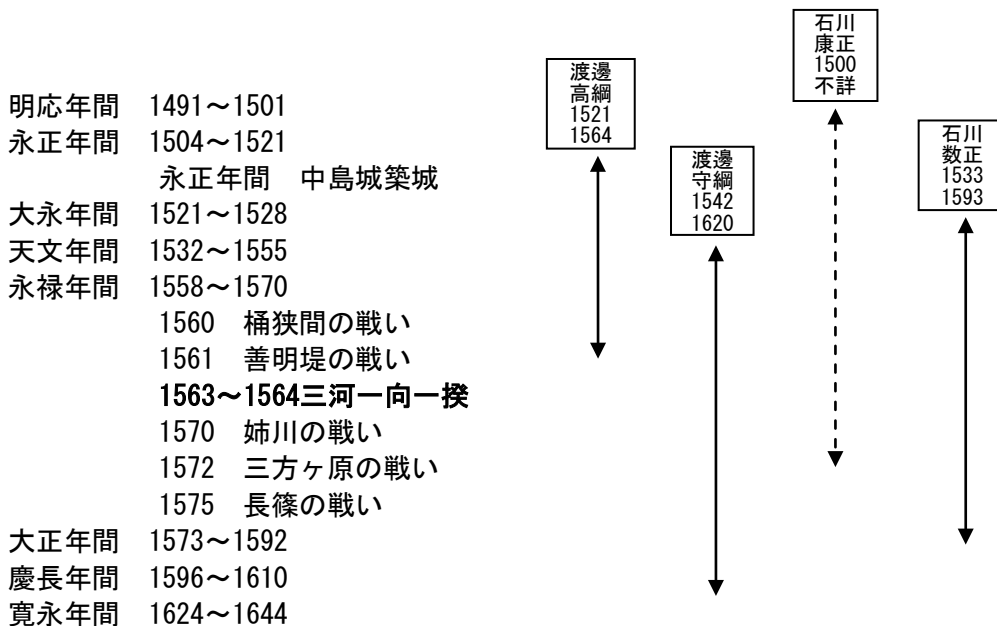 明応年間 1491～1501
永正年間 1504～1521
永正年間 中島城築城
大永年間 1521～1528
天文年間 1532～1555
永禄年間 1558～1570
1560 桶狭間の戦い
1561 善明堤の戦い
1563～1564三河一向一揆
1570 姉川の戦い
1572 三方ヶ原の戦い
1575 長篠の戦い
大正年間 1573～1592
慶長年間 1596～1610
寛永年間 1624～1644
渡邊
高綱
1521
1564
渡邊
守綱
1542
1620
石川
康正
1500
不詳
石川
数正
1533
1593